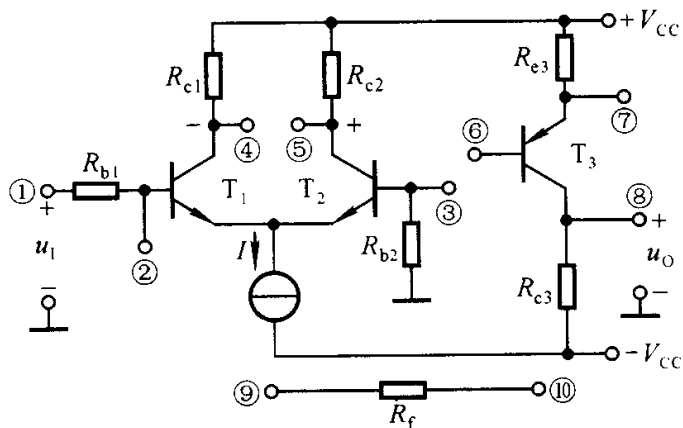 +V_CC
R_c1
R_c2
R_e3
− ④
⑤ +
⑥
⑦
① R_b1
T_1
T_2
T_3
+
u_I
−
②
③
I
R_b2
⑧ +
u_O
−
R_c3
−V_CC
⑨ ⑩
R_f